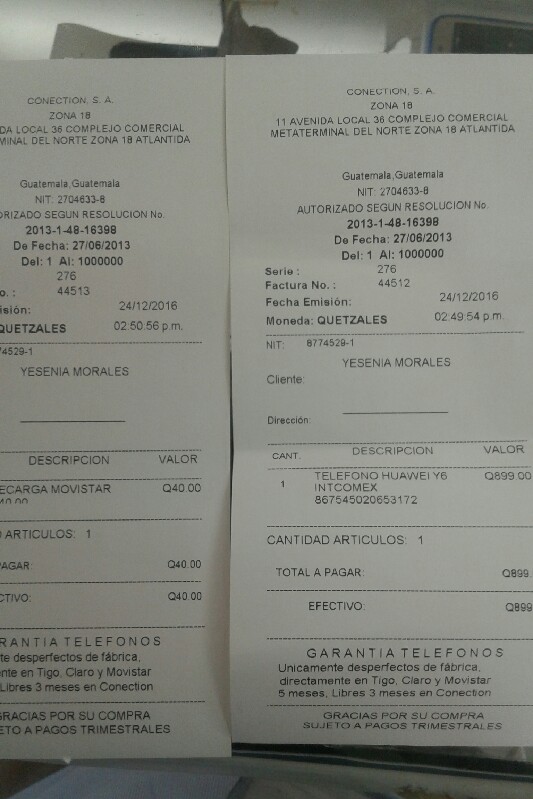 CONECTION, S. A.
ZONA 18
DA LOCAL 36 COMPLEJO COMERCIAL
MINAL DEL NORTE ZONA 18 ATLANTIDA
Guatemala,Guatemala
NIT: 2704633-8
ORIZADO SEGUN RESOLUCION No.
2013-1-48-16398
De Fecha: 27/06/2013
Del: 1 Al: 1000000
276
o. : 44513
isión: 24/12/2016
QUETZALES 02:50:56 p.m.
74529-1
YESENIA MORALES
DESCRIPCION VALOR
ECARGA MOVISTAR Q40.00
40.00
D ARTICULOS: 1
AGAR: Q40.00
CTIVO: Q40.00
RANTIA TELEFONOS
te desperfectos de fábrica,
nte en Tigo, Claro y Movistar
Libres 3 meses en Conection
GRACIAS POR SU COMPRA
ETO A PAGOS TRIMESTRALES
CONECTION, S. A.
ZONA 18
11 AVENIDA LOCAL 36 COMPLEJO COMERCIAL
METATERMINAL DEL NORTE ZONA 18 ATLANTIDA
Guatemala,Guatemala
NIT: 2704633-8
AUTORIZADO SEGUN RESOLUCION No.
2013-1-48-16398
De Fecha: 27/06/2013
Del: 1 Al: 1000000
Serie : 276
Factura No. : 44512
Fecha Emisión: 24/12/2016
Moneda: QUETZALES 02:49:54 p.m.
NIT: 8774529-1
YESENIA MORALES
Cliente:
Dirección:
CANT. DESCRIPCION VALOR
1 TELEFONO HUAWEI Y6 Q899.00
INTCOMEX
867545020653172
CANTIDAD ARTICULOS: 1
TOTAL A PAGAR: Q899.
EFECTIVO: Q899
GARANTIA TELEFONOS
Unicamente desperfectos de fábrica,
directamente en Tigo, Claro y Movistar
5 meses, Libres 3 meses en Conection
GRACIAS POR SU COMPRA
SUJETO A PAGOS TRIMESTRALES